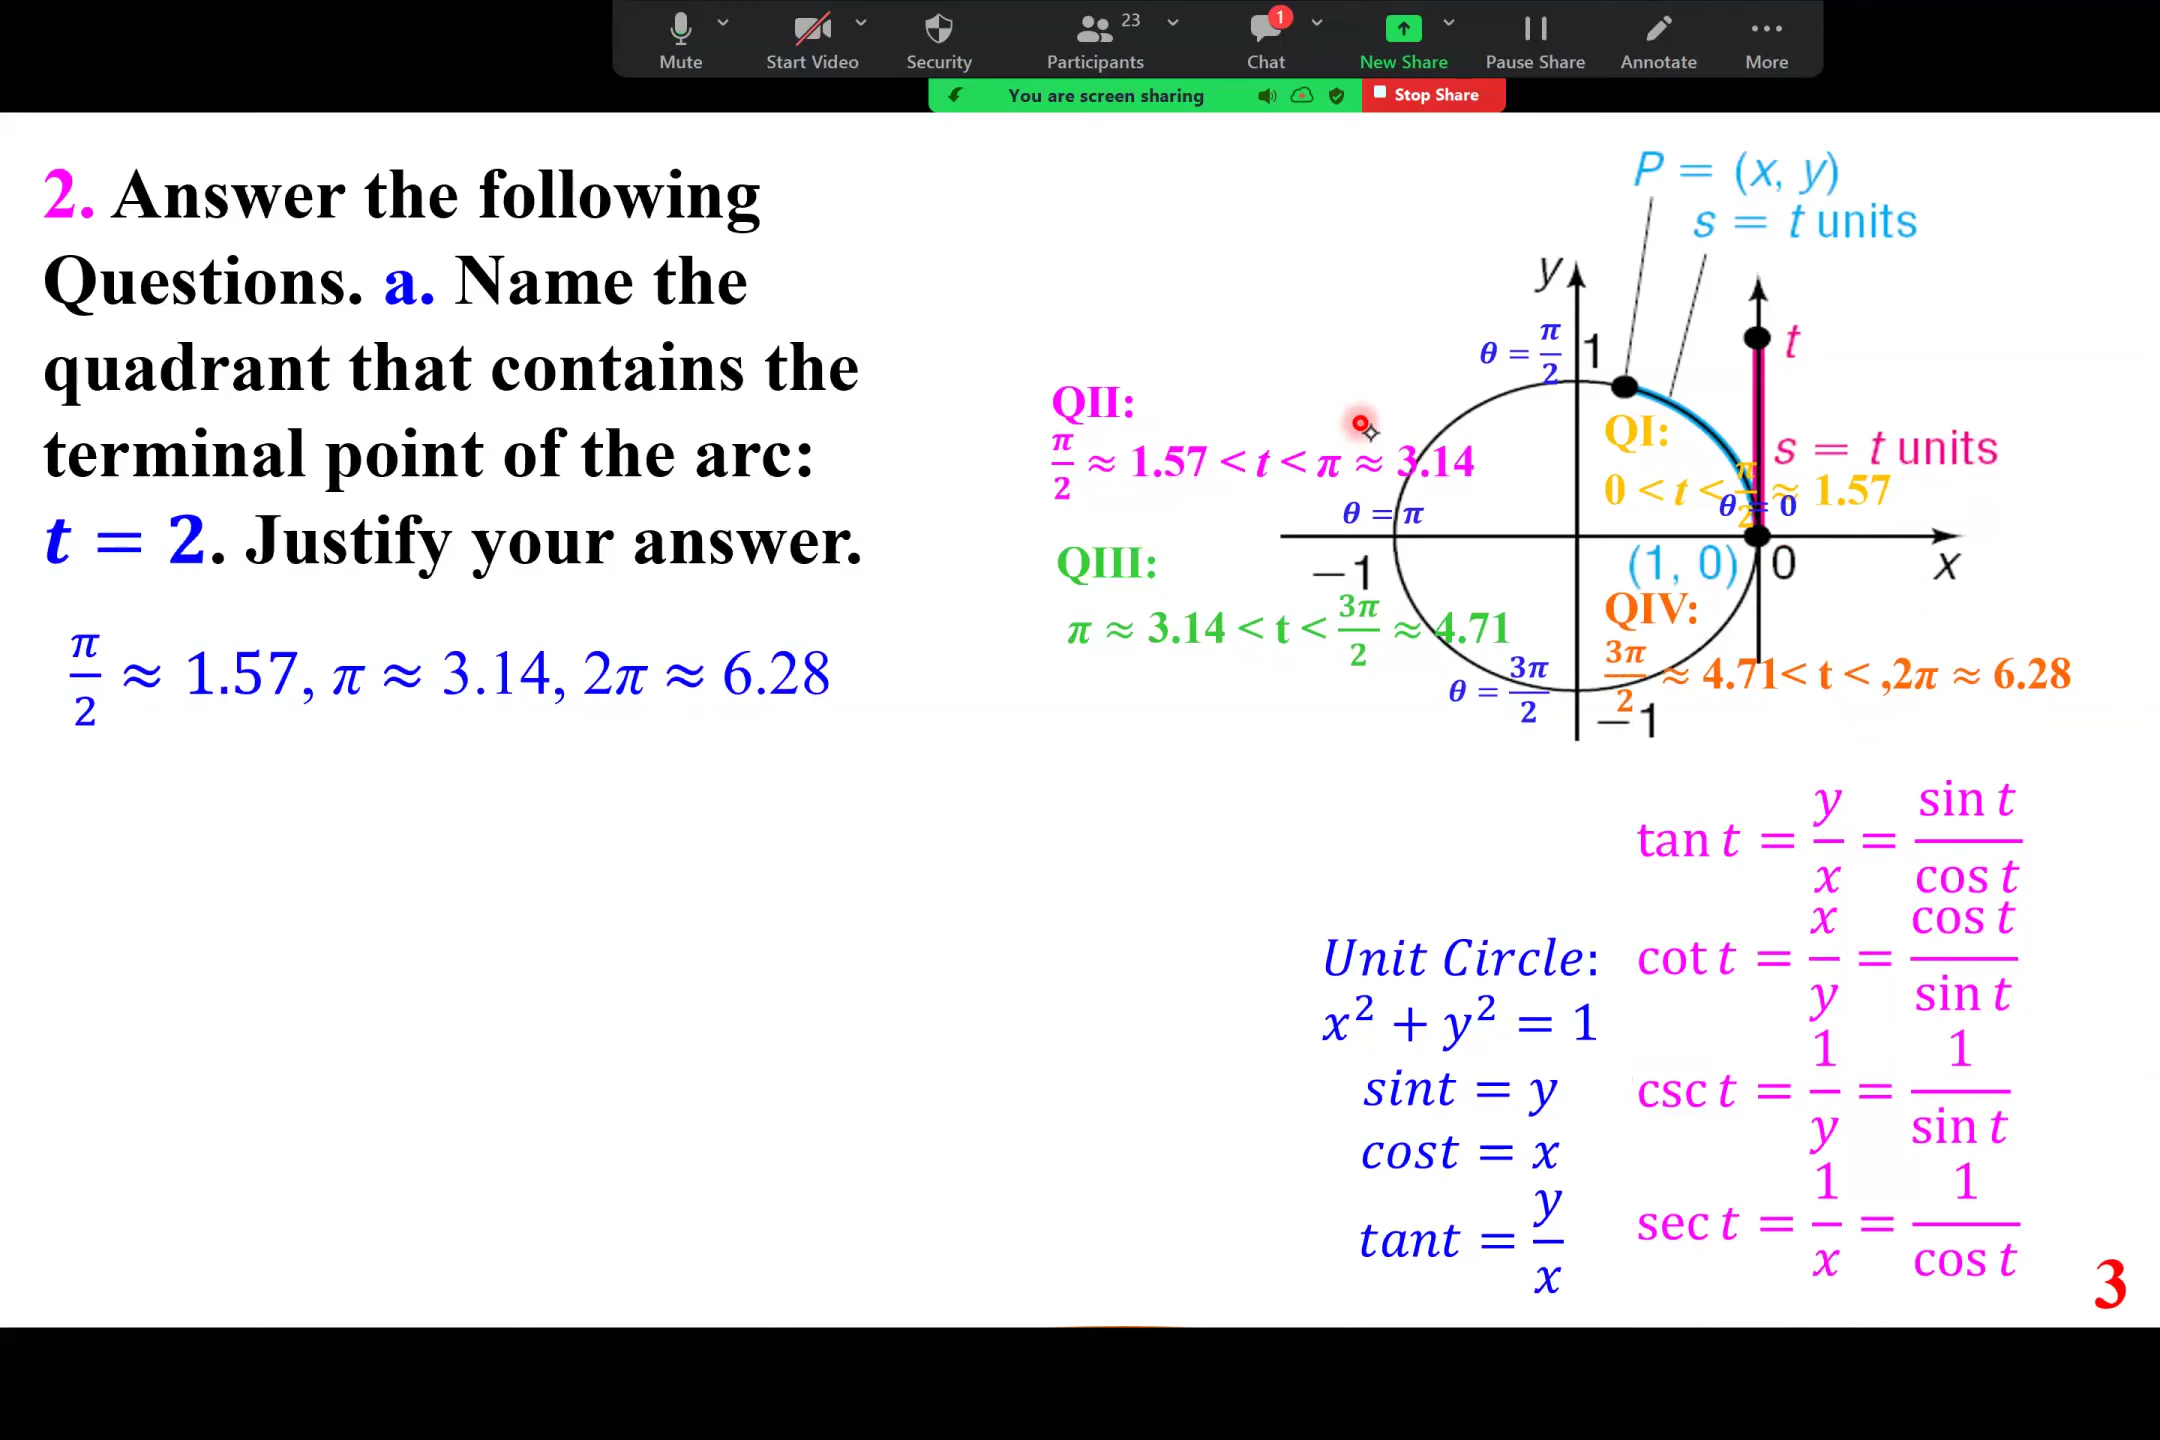 Mute
Start Video
Security
Participants 23
Chat 1
New Share
Pause Share
Annotate
More
You are screen sharing
Stop Share
2. Answer the following
Questions. a. Name the
quadrant that contains the
terminal point of the arc:
t = 2. Justify your answer.
π/2 ≈ 1.57, π ≈ 3.14, 2π ≈ 6.28
P = (x, y)
s = t units
y
θ = π/2
1
t
QII:
π/2 ≈ 1.57 < t < π ≈ 3.14
QI:
0 < t < π/2 ≈ 1.57
s = t units
θ = π
θ = 0
−1
(1, 0)
0
x
QIII:
π ≈ 3.14 < t < 3π/2 ≈ 4.71
QIV:
3π/2 ≈ 4.71< t < ,2π ≈ 6.28
θ = 3π/2
−1
tan t = y/x = sin t/cos t
cot t = x/y = cos t/sin t
csc t = 1/y = 1/sin t
sec t = 1/x = 1/cos t
Unit Circle:
x² + y² = 1
sint = y
cost = x
tant = y/x
3